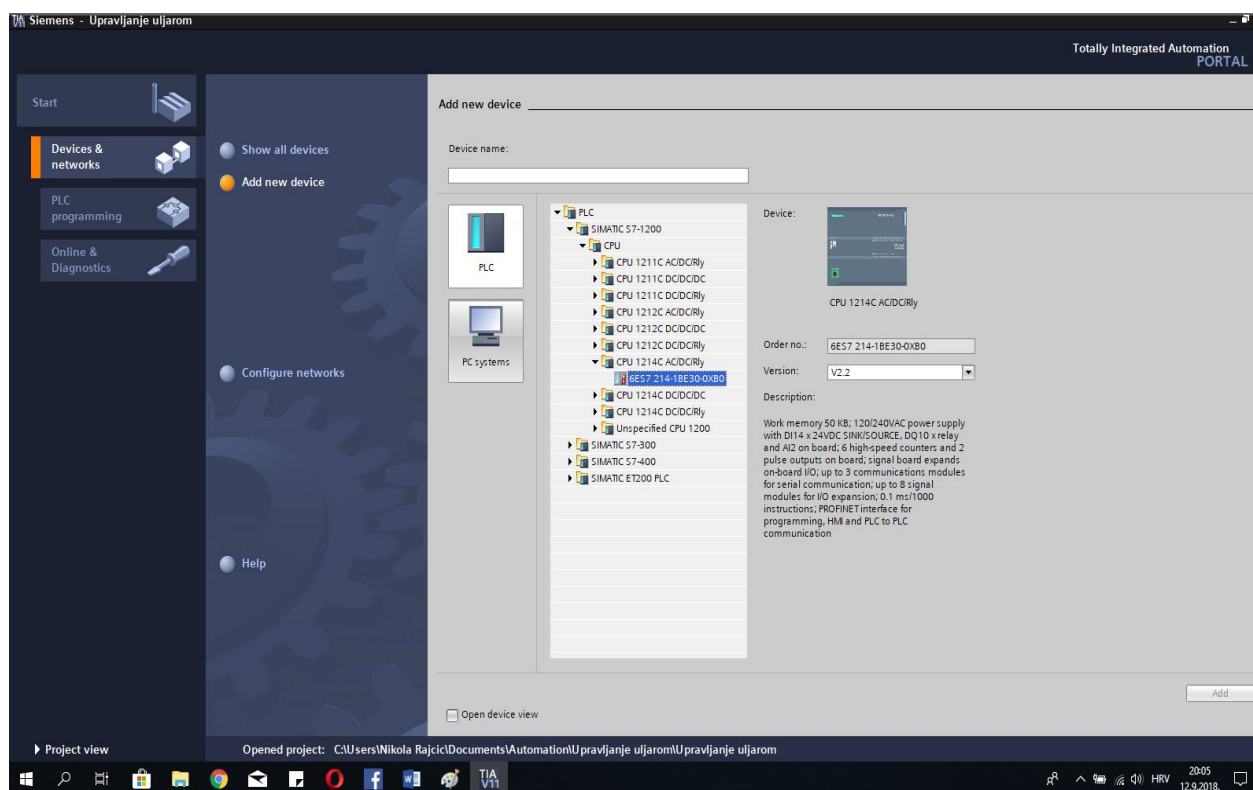 Siemens - Upravljanje uljarom
Totally Integrated Automation
PORTAL
Start
Devices &
networks
PLC
programming
Online &
Diagnostics
Show all devices
Add new device
Configure networks
Help
Add new device
Device name:
PLC
PC systems
PLC
SIMATIC S7-1200
CPU
CPU 1211C AC/DC/Rly
CPU 1211C DC/DC/DC
CPU 1211C DC/DC/Rly
CPU 1212C AC/DC/Rly
CPU 1212C DC/DC/DC
CPU 1212C DC/DC/Rly
CPU 1214C AC/DC/Rly
6ES7 214-1BE30-0XB0
CPU 1214C DC/DC/DC
CPU 1214C DC/DC/Rly
Unspecified CPU 1200
SIMATIC S7-300
SIMATIC S7-400
SIMATIC ET200 PLC
Device:
CPU 1214C AC/DC/Rly
Order no.: 6ES7 214-1BE30-0XB0
Version: V2.2
Description:
Work memory 50 KB; 120/240VAC power supply
with DI14 x 24VDC SINK/SOURCE, DQ10 x relay
and AI2 on board; 6 high-speed counters and 2
pulse outputs on board; signal board expands
on-board I/O; up to 3 communications modules
for serial communication; up to 8 signal
modules for I/O expansion; 0.1 ms/1000
instructions; PROFINET interface for
programming, HMI and PLC to PLC
communication
Add
Open device view
Project view
Opened project: C:\Users\Nikola Rajcic\Documents\Automation\Upravljanje uljarom\Upravljanje uljarom
TIA
V11
HRV
20:05
12.9.2018.